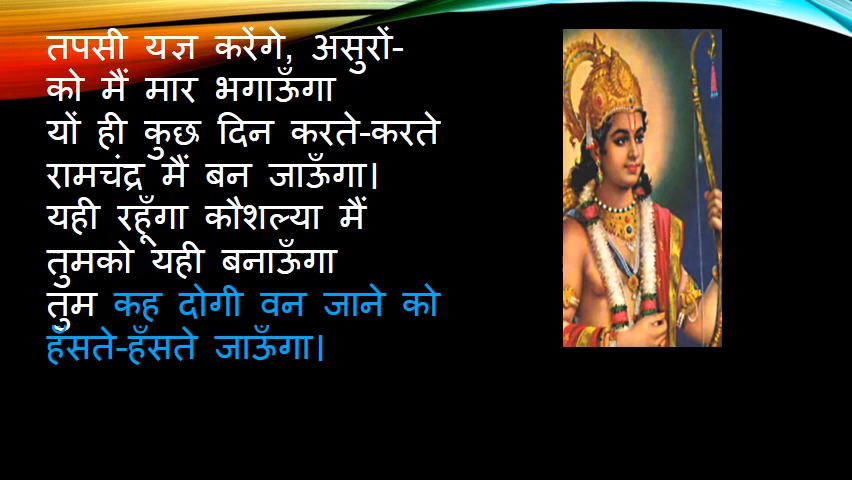 तपसी यज्ञ करेंगे, असुरों-
को मैं मार भगाऊँगा
यों ही कुछ दिन करते-करते
रामचंद्र मैं बन जाऊँगा।
यही रहूँगा कौशल्या मैं
तुमको यही बनाऊँगा
तुम कह दोगी वन जाने को
हँसते-हँसते जाऊँगा।